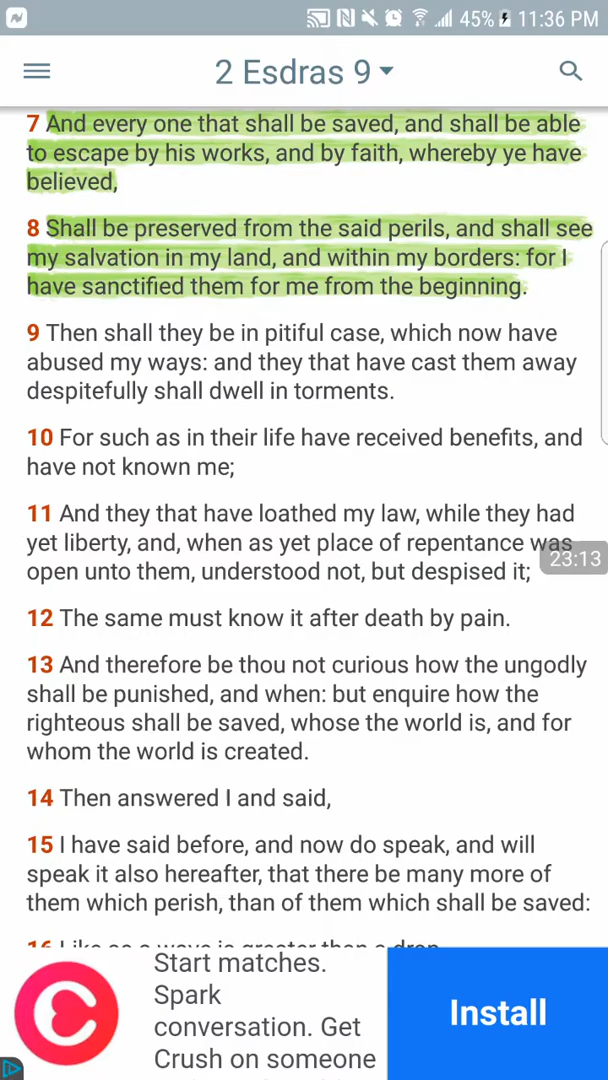 45% 11:36 PM
2 Esdras 9
7 And every one that shall be saved, and shall be able
to escape by his works, and by faith, whereby ye have
believed,
8 Shall be preserved from the said perils, and shall see
my salvation in my land, and within my borders: for I
have sanctified them for me from the beginning.
9 Then shall they be in pitiful case, which now have
abused my ways: and they that have cast them away
despitefully shall dwell in torments.
10 For such as in their life have received benefits, and
have not known me;
11 And they that have loathed my law, while they had
yet liberty, and, when as yet place of repentance was
open unto them, understood not, but despised it;
23:13
12 The same must know it after death by pain.
13 And therefore be thou not curious how the ungodly
shall be punished, and when: but enquire how the
righteous shall be saved, whose the world is, and for
whom the world is created.
14 Then answered I and said,
15 I have said before, and now do speak, and will
speak it also hereafter, that there be many more of
them which perish, than of them which shall be saved:
16 Like as a wave is greater than a drop
Start matches.
Spark
conversation. Get
Crush on someone
Install